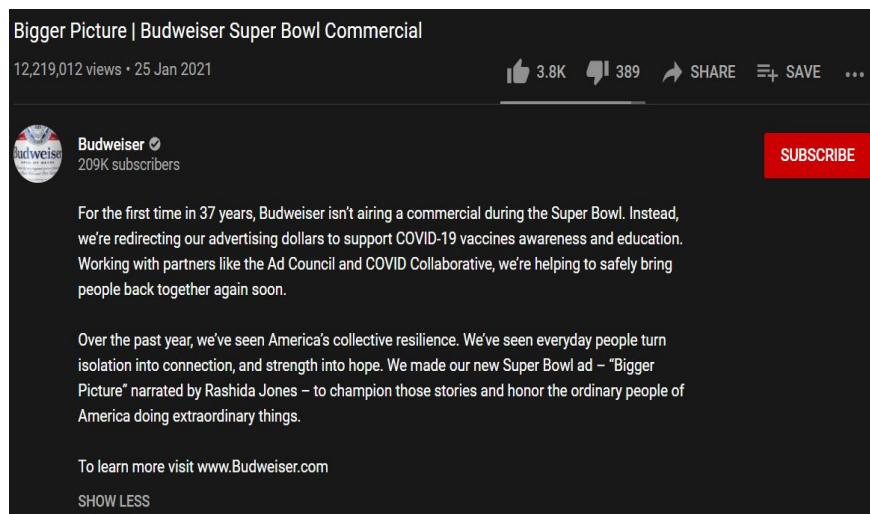 Bigger Picture | Budweiser Super Bowl Commercial
12,219,012 views • 25 Jan 2021
3.8K 389 SHARE SAVE ...
Budweiser
Budweiser
209K subscribers
SUBSCRIBE
For the first time in 37 years, Budweiser isn’t airing a commercial during the Super Bowl. Instead,
we’re redirecting our advertising dollars to support COVID-19 vaccines awareness and education.
Working with partners like the Ad Council and COVID Collaborative, we’re helping to safely bring
people back together again soon.
Over the past year, we’ve seen America’s collective resilience. We’ve seen everyday people turn
isolation into connection, and strength into hope. We made our new Super Bowl ad – “Bigger
Picture” narrated by Rashida Jones – to champion those stories and honor the ordinary people of
America doing extraordinary things.
To learn more visit www.Budweiser.com
SHOW LESS